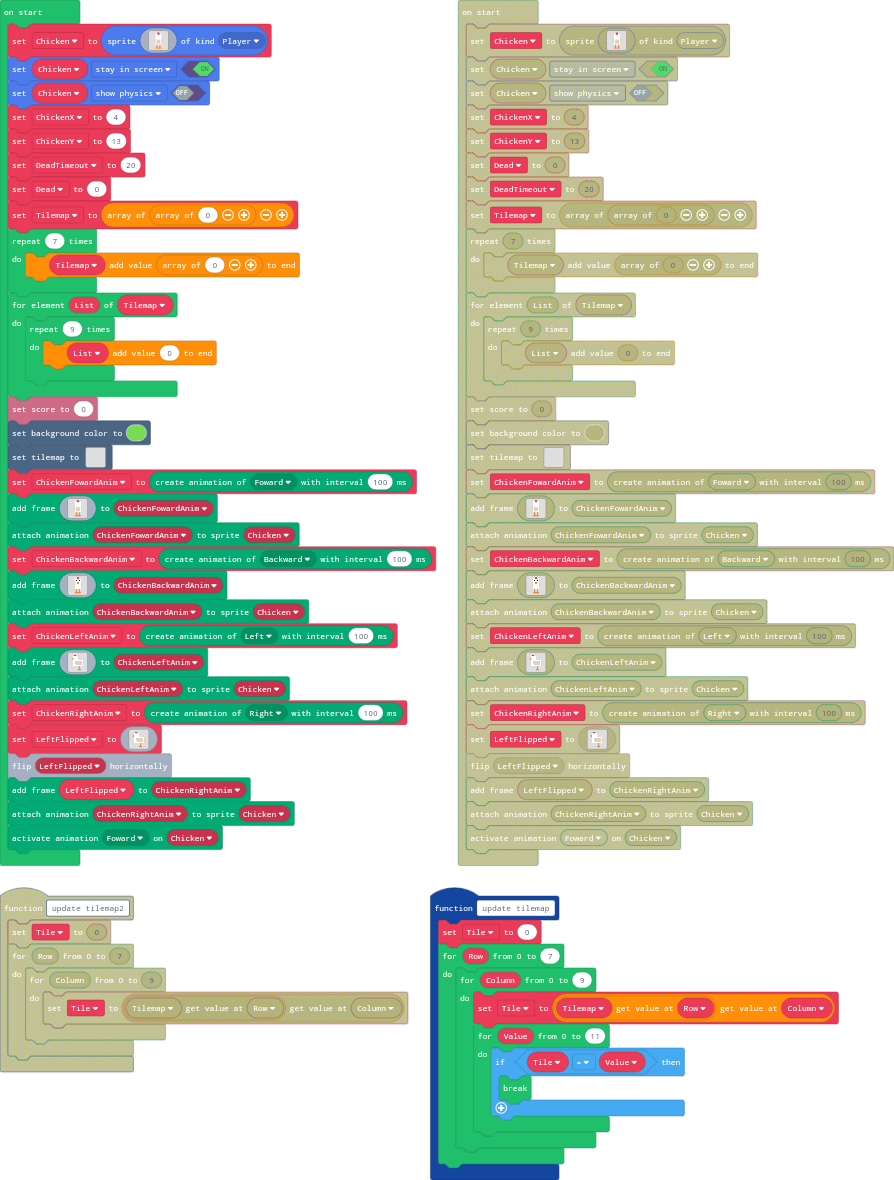 on start
set Chicken to sprite of kind Player
set Chicken stay in screen ON
set Chicken show physics OFF
set ChickenX to 4
set ChickenY to 13
set DeadTimeout to 20
set Dead to 0
set Tilemap to array of array of 0
repeat 7 times
do Tilemap add value array of 0 to end
for element List of Tilemap
do repeat 9 times
do List add value 0 to end
set score to 0
set background color to
set tilemap to
set ChickenFowardAnim to create animation of Foward with interval 100 ms
add frame to ChickenFowardAnim
attach animation ChickenFowardAnim to sprite Chicken
set ChickenBackwardAnim to create animation of Backward with interval 100 ms
add frame to ChickenBackwardAnim
attach animation ChickenBackwardAnim to sprite Chicken
set ChickenLeftAnim to create animation of Left with interval 100 ms
add frame to ChickenLeftAnim
attach animation ChickenLeftAnim to sprite Chicken
set ChickenRightAnim to create animation of Right with interval 100 ms
set LeftFlipped to
flip LeftFlipped horizontally
add frame LeftFlipped to ChickenRightAnim
attach animation ChickenRightAnim to sprite Chicken
activate animation Foward on Chicken
on start
set Chicken to sprite of kind Player
set Chicken stay in screen ON
set Chicken show physics OFF
set ChickenX to 4
set ChickenY to 13
set Dead to 0
set DeadTimeout to 20
set Tilemap to array of array of 0
repeat 7 times
do Tilemap add value array of 0 to end
for element List of Tilemap
do repeat 9 times
do List add value 0 to end
set score to 0
set background color to
set tilemap to
set ChickenFowardAnim to create animation of Foward with interval 100 ms
add frame to ChickenFowardAnim
attach animation ChickenFowardAnim to sprite Chicken
set ChickenBackwardAnim to create animation of Backward with interval 100 ms
add frame to ChickenBackwardAnim
attach animation ChickenBackwardAnim to sprite Chicken
set ChickenLeftAnim to create animation of Left with interval 100 ms
add frame to ChickenLeftAnim
attach animation ChickenLeftAnim to sprite Chicken
set ChickenRightAnim to create animation of Right with interval 100 ms
set LeftFlipped to
flip LeftFlipped horizontally
add frame LeftFlipped to ChickenRightAnim
attach animation ChickenRightAnim to sprite Chicken
activate animation Foward on Chicken
function update tilemap2
set Tile to 0
for Row from 0 to 7
do for Column from 0 to 9
do set Tile to Tilemap get value at Row get value at Column
function update tilemap
set Tile to 0
for Row from 0 to 7
do for Column from 0 to 9
do set Tile to Tilemap get value at Row get value at Column
for Value from 0 to 11
do if Tile = Value then
break